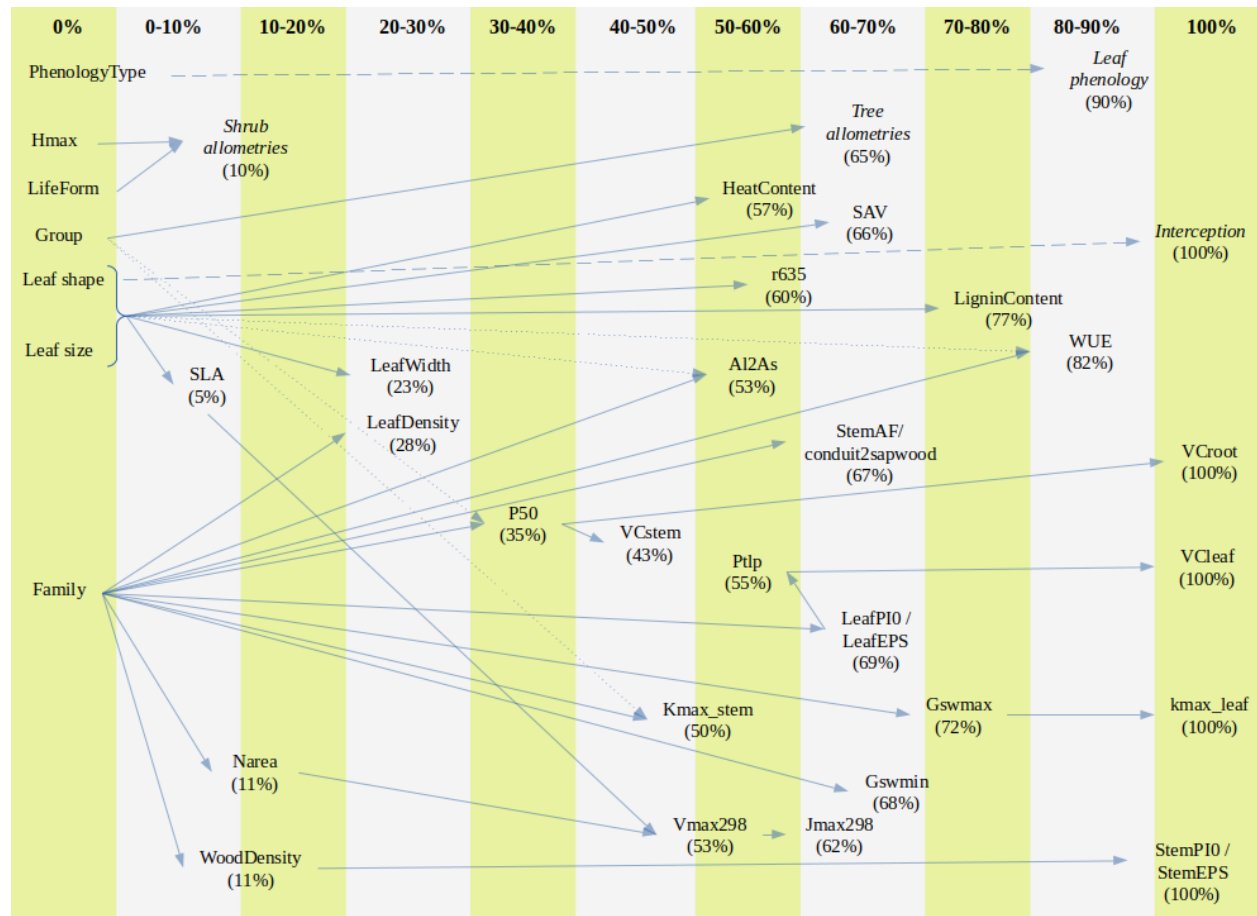 0% 0-10% 10-20% 20-30% 30-40% 40-50% 50-60% 60-70% 70-80% 80-90% 100%
PhenologyType
Leaf
phenology
(90%)
Hmax
Shrub
allometries
(10%)
Tree
allometries
(65%)
LifeForm
HeatContent
(57%)
SAV
(66%)
Group
Interception
(100%)
Leaf shape
r635
(60%)
LigninContent
(77%)
Leaf size
WUE
(82%)
SLA
(5%)
LeafWidth
(23%)
Al2As
(53%)
LeafDensity
(28%)
StemAF/
conduit2sapwood
(67%)
VCroot
(100%)
P50
(35%)
VCstem
(43%)
Ptlp
(55%)
VCleaf
(100%)
Family
LeafPI0 /
LeafEPS
(69%)
Kmax_stem
(50%)
Gswmax
(72%)
kmax_leaf
(100%)
Narea
(11%)
Gswmin
(68%)
Vmax298
(53%)
Jmax298
(62%)
WoodDensity
(11%)
StemPI0 /
StemEPS
(100%)